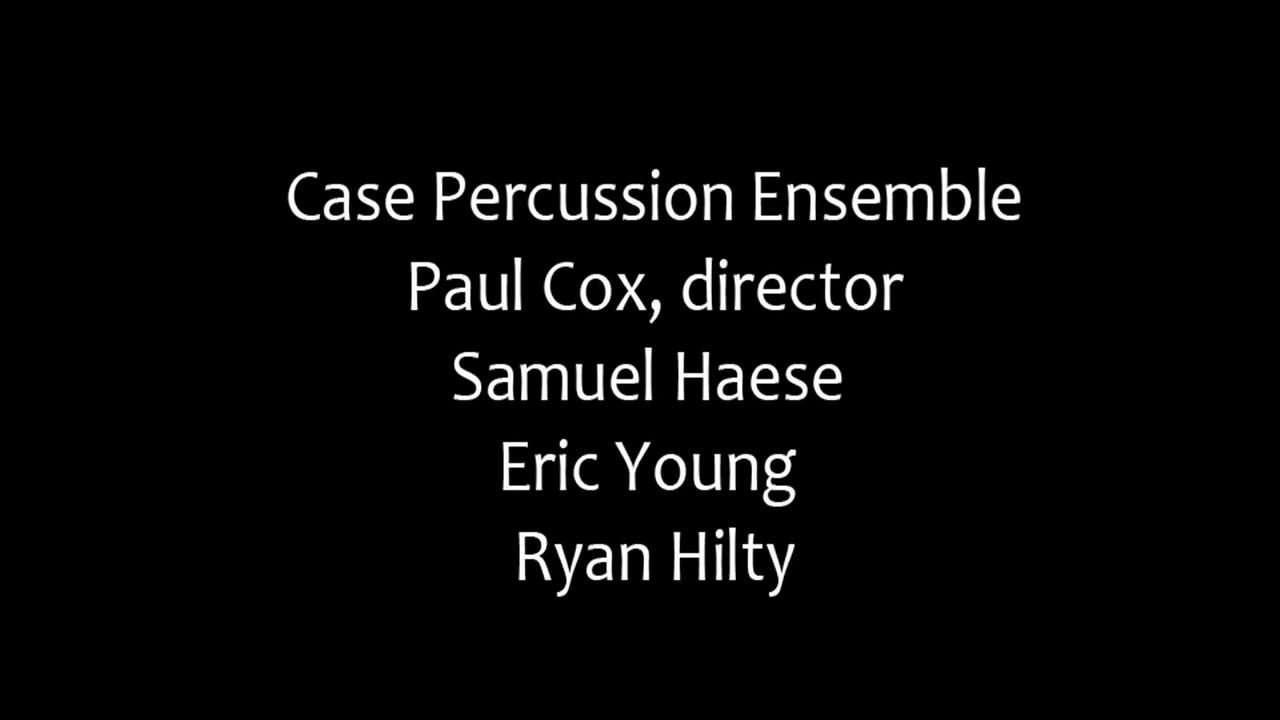 Case Percussion Ensemble
Paul Cox, director
Samuel Haese
Eric Young
Ryan Hilty